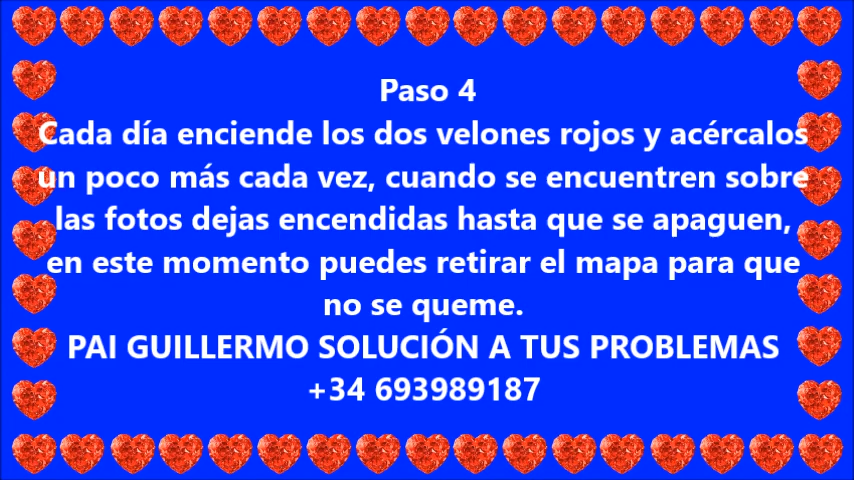 Paso 4
Cada día enciende los dos velones rojos y acércalos
un poco más cada vez, cuando se encuentren sobre
las fotos dejas encendidas hasta que se apaguen,
en este momento puedes retirar el mapa para que
no se queme.
PAI GUILLERMO SOLUCIÓN A TUS PROBLEMAS
+34 693989187